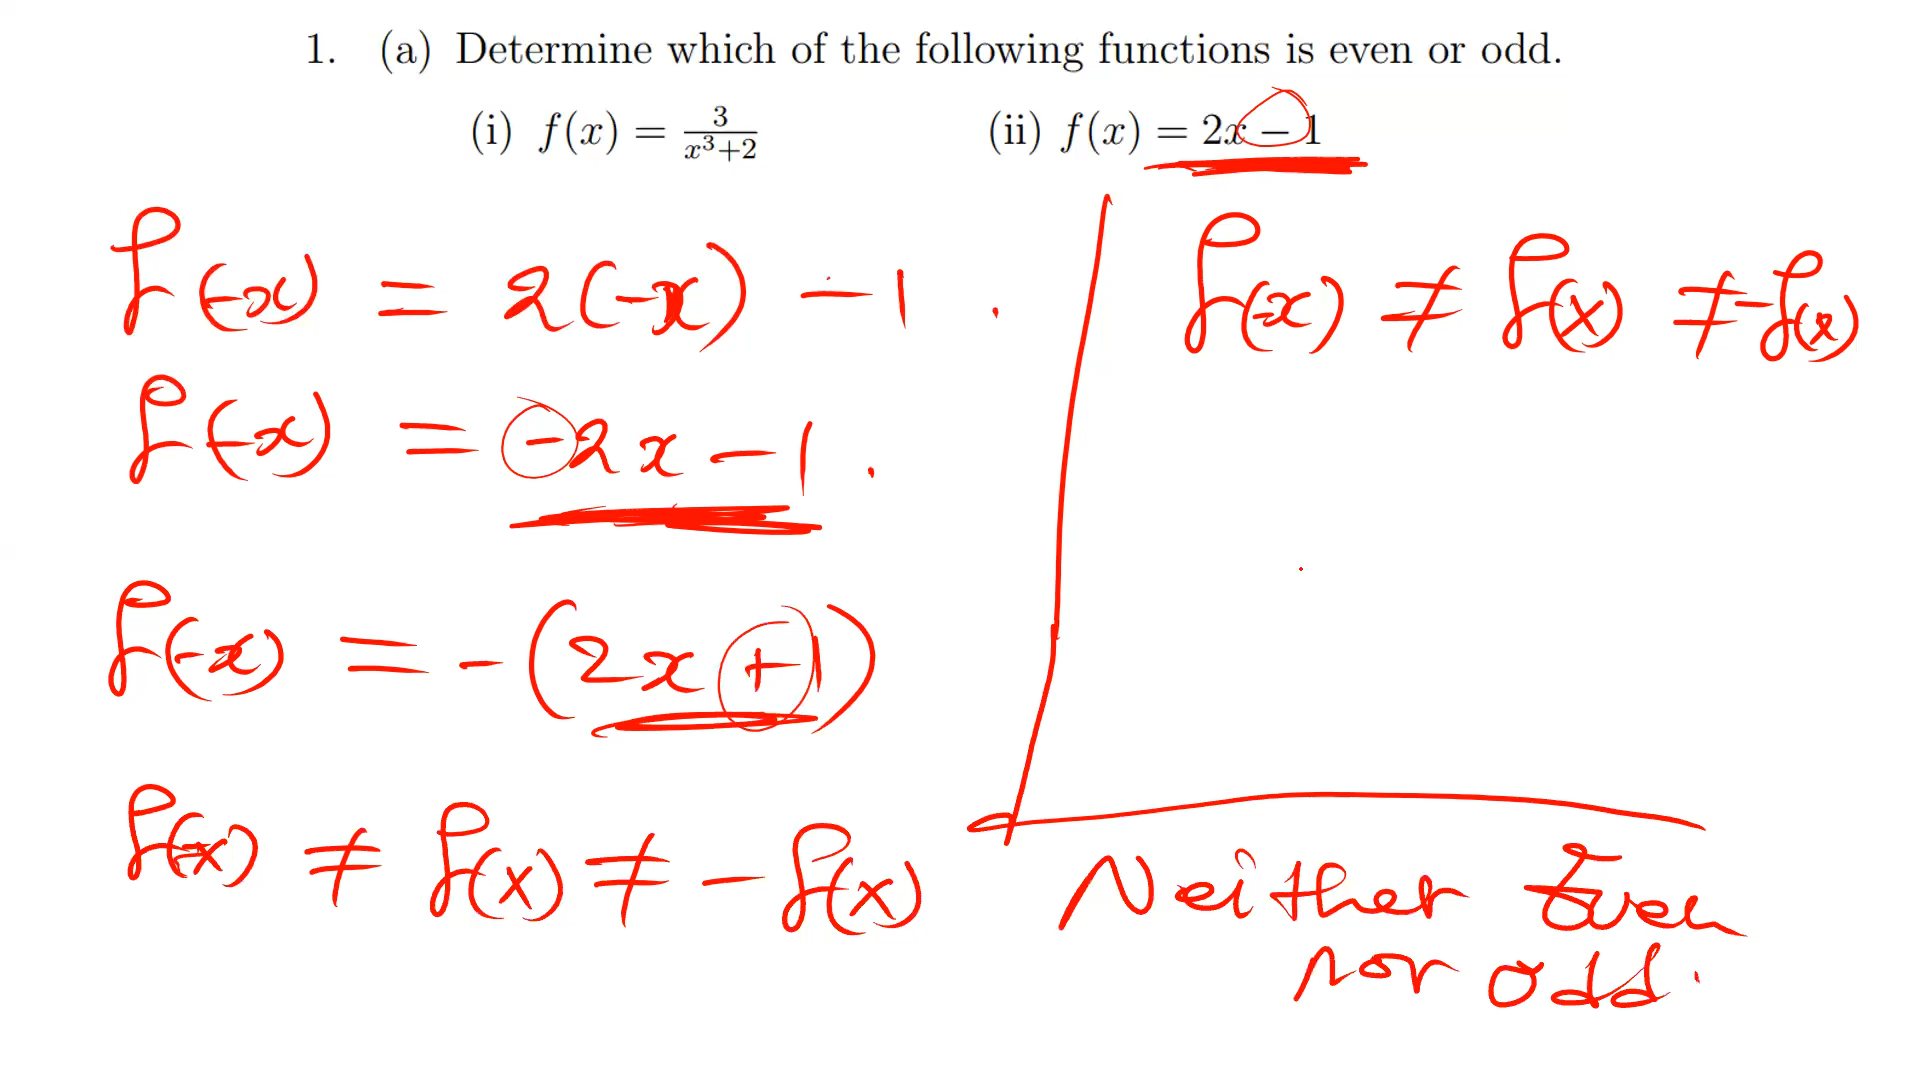 1. (a) Determine which of the following functions is even or odd.
(i) f(x) = 3/(x³+2) (ii) f(x) = 2x − 1
f(-x) = 2(-x) - 1 .
f(-x) = -2x - 1 .
f(-x) = -(2x+1)
f(-x) ≠ f(x) ≠ - f(x)
f(-x) ≠ f(x) ≠ -f(x)
Neither Even
nor odd.